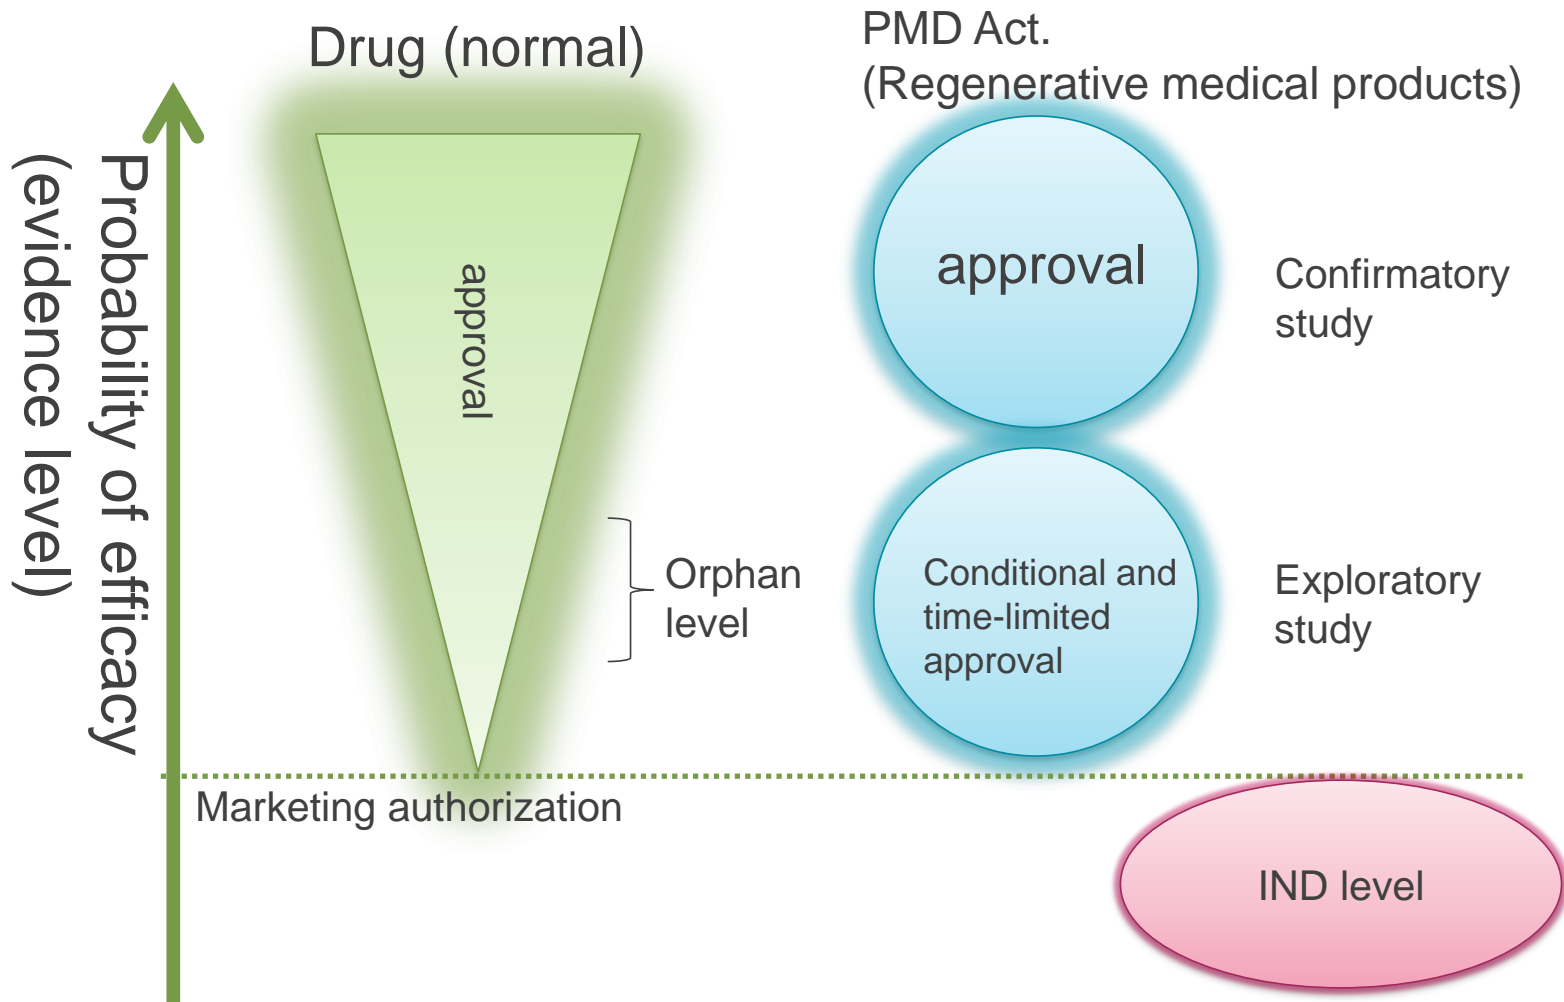 Drug (normal)
PMD Act.
(Regenerative medical products)
Probability of efficacy
(evidence level)
approval
approval
Confirmatory
study
Orphan
level
Conditional and
time-limited
approval
Exploratory
study
Marketing authorization
IND level